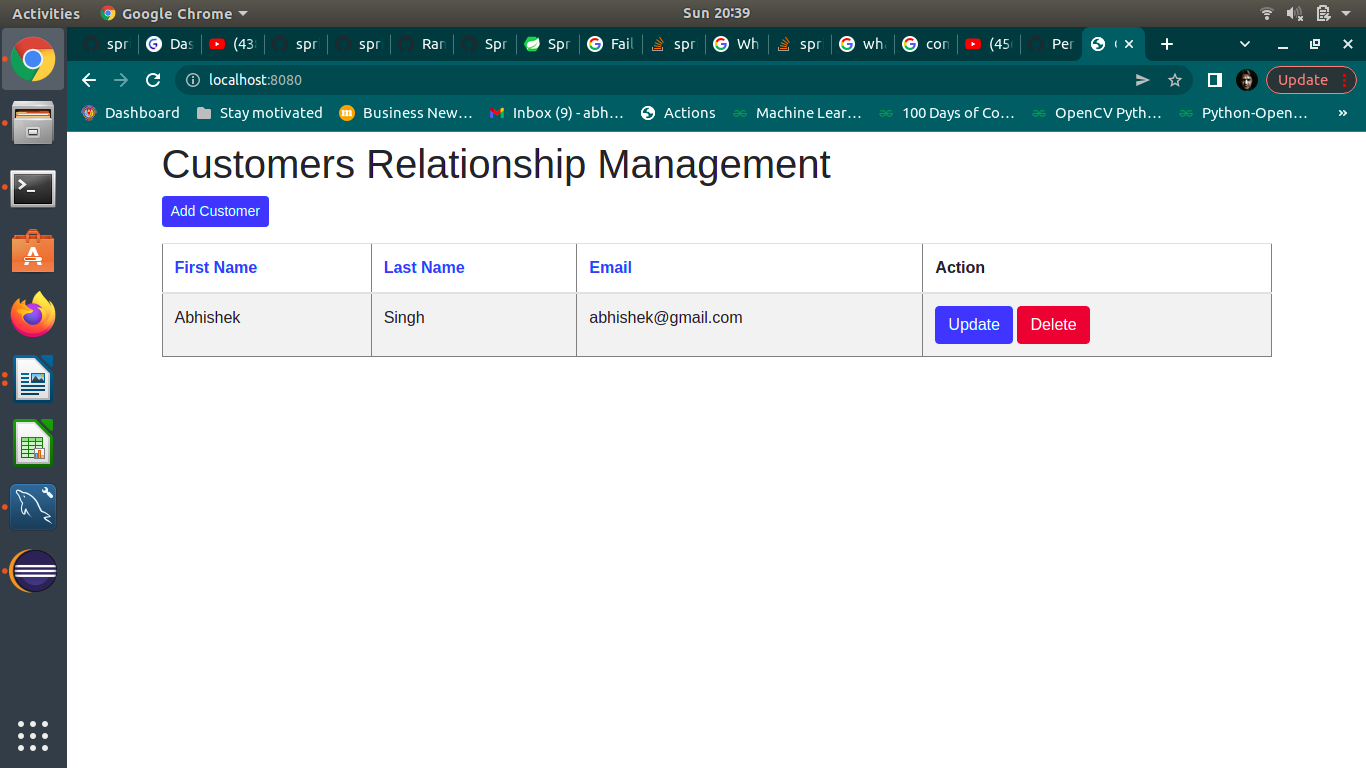 Activities Google Chrome Sun 20:39
spr Das (43 spr spr Ran Spr Spr Fail spr Wh spr wh con (45 Per
localhost:8080 Update
Dashboard Stay motivated Business New... Inbox (9) - abh... Actions Machine Lear... 100 Days of Co... OpenCV Pyth... Python-Open... »
Customers Relationship Management
Add Customer
First Name Last Name Email Action
Abhishek Singh abhishek@gmail.com Update Delete